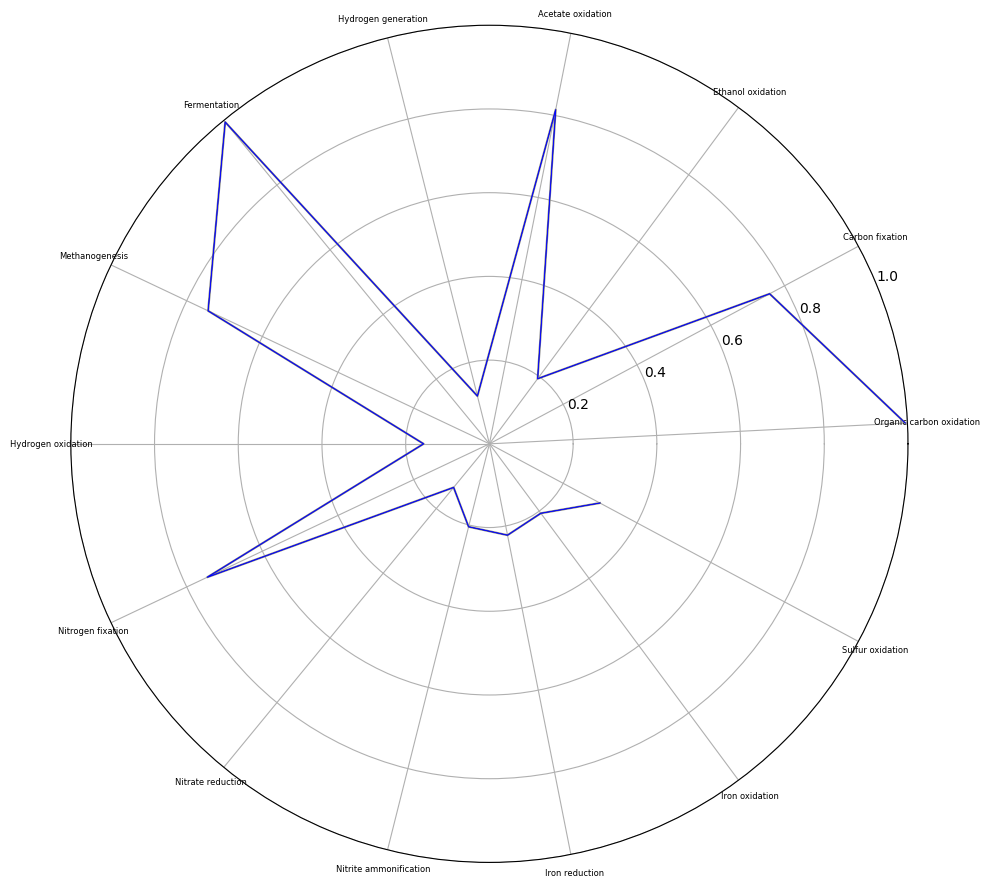 Acetate oxidation
Hydrogen generation
Ethanol oxidation
Fermentation
Carbon fixation
Methanogenesis
1.0
0.8
0.6
0.4
0.2
Organic carbon oxidation
Hydrogen oxidation
Nitrogen fixation
Sulfur oxidation
Nitrate reduction
Iron oxidation
Nitrite ammonification
Iron reduction